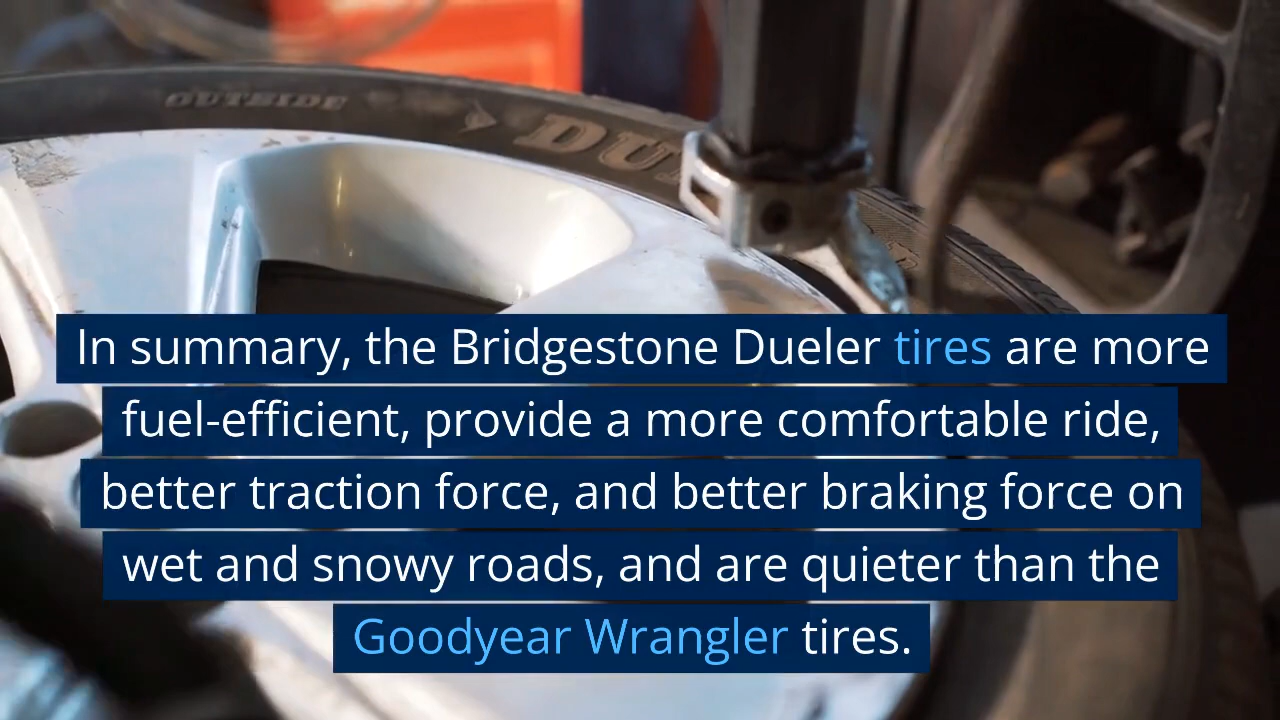 OUTSIDE
DU
In summary, the Bridgestone Dueler tires are more
fuel-efficient, provide a more comfortable ride,
better traction force, and better braking force on
wet and snowy roads, and are quieter than the
Goodyear Wrangler tires.